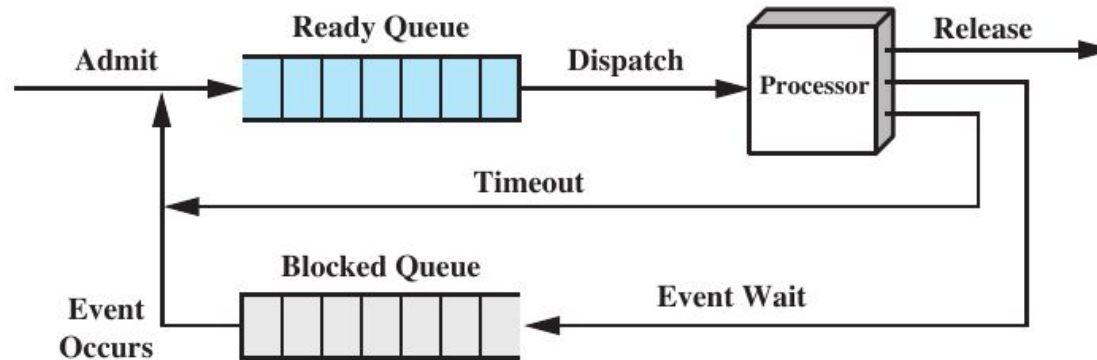 Ready Queue
Release
Admit
Dispatch
Processor
Timeout
Blocked Queue
Event Wait
Event
Occurs